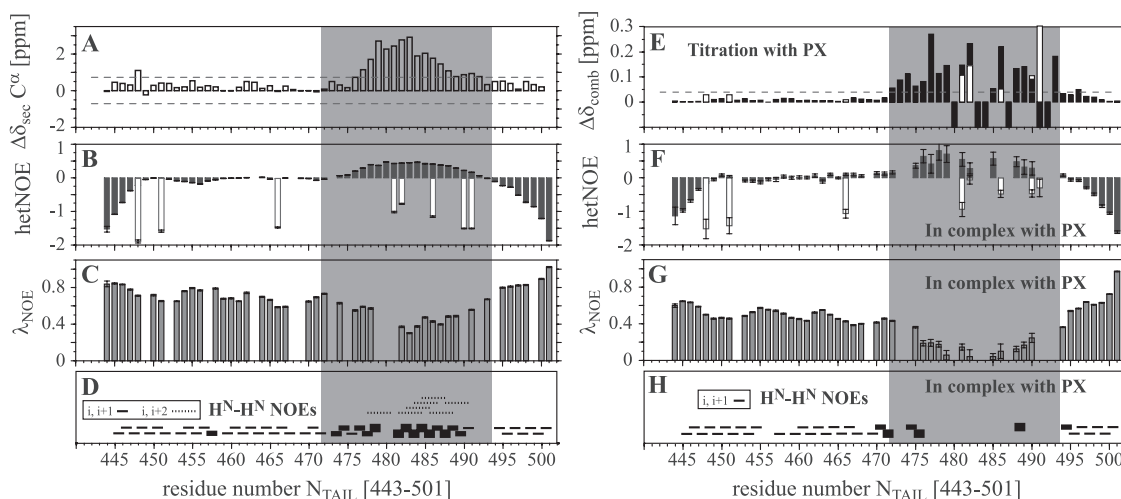 A
Δδsec Cα [ppm]
4
2
0
-2
B
hetNOE
1
0
-1
-2
C
λNOE
0.8
0.4
0
D
i, i+1 i, i+2 HN-HN NOEs
445 450 455 460 465 470 475 480 485 490 495 500
residue number NTAIL [443-501]
E
Titration with PX
Δδcomb [ppm]
0.3
0.2
0.1
0
F
hetNOE
1
0
-1
-2
In complex with PX
G
In complex with PX
λNOE
0.8
0.4
0
H
In complex with PX
i, i+1 HN-HN NOEs
445 450 455 460 465 470 475 480 485 490 495 500
residue number NTAIL [443-501]